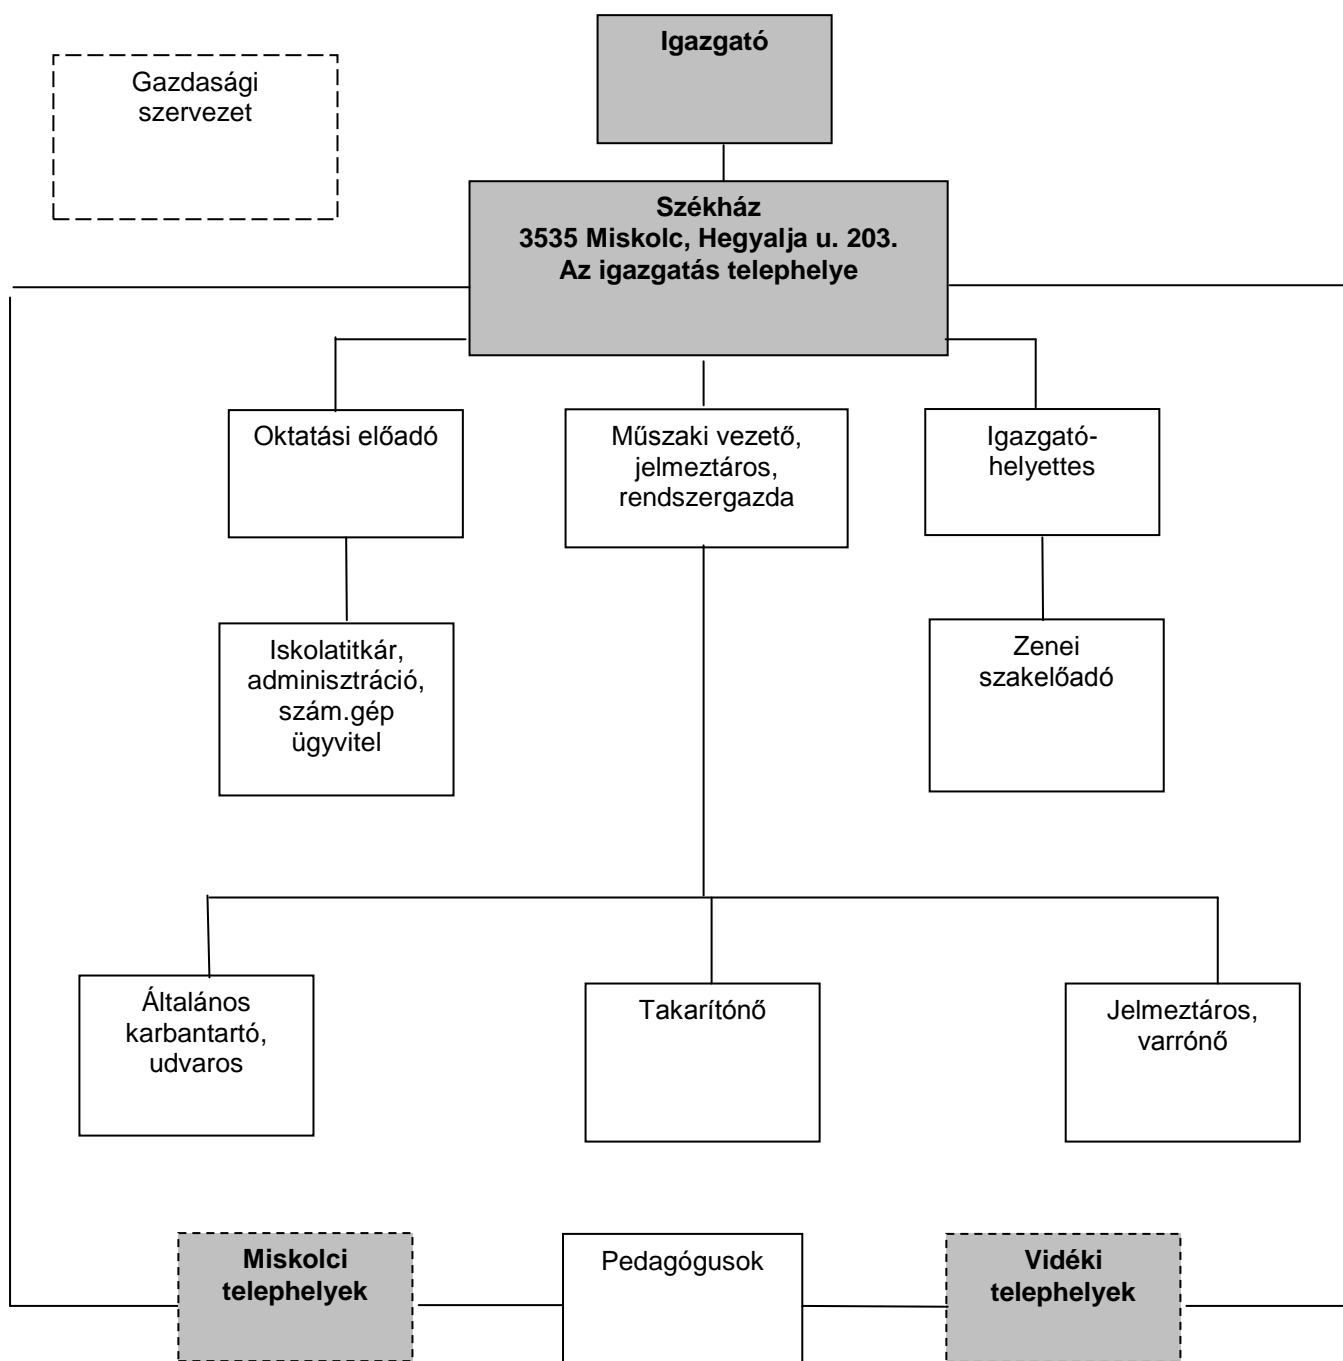 Igazgató
Gazdasági
szervezet
Székház
3535 Miskolc, Hegyalja u. 203.
Az igazgatás telephelye
Oktatási előadó
Műszaki vezető,
jelmeztáros,
rendszergazda
Igazgató-
helyettes
Iskolatitkár,
adminisztráció,
szám.gép
ügyvitel
Zenei
szakelőadó
Általános
karbantartó,
udvaros
Takarítónő
Jelmeztáros,
varrónő
Miskolci
telephelyek
Pedagógusok
Vidéki
telephelyek